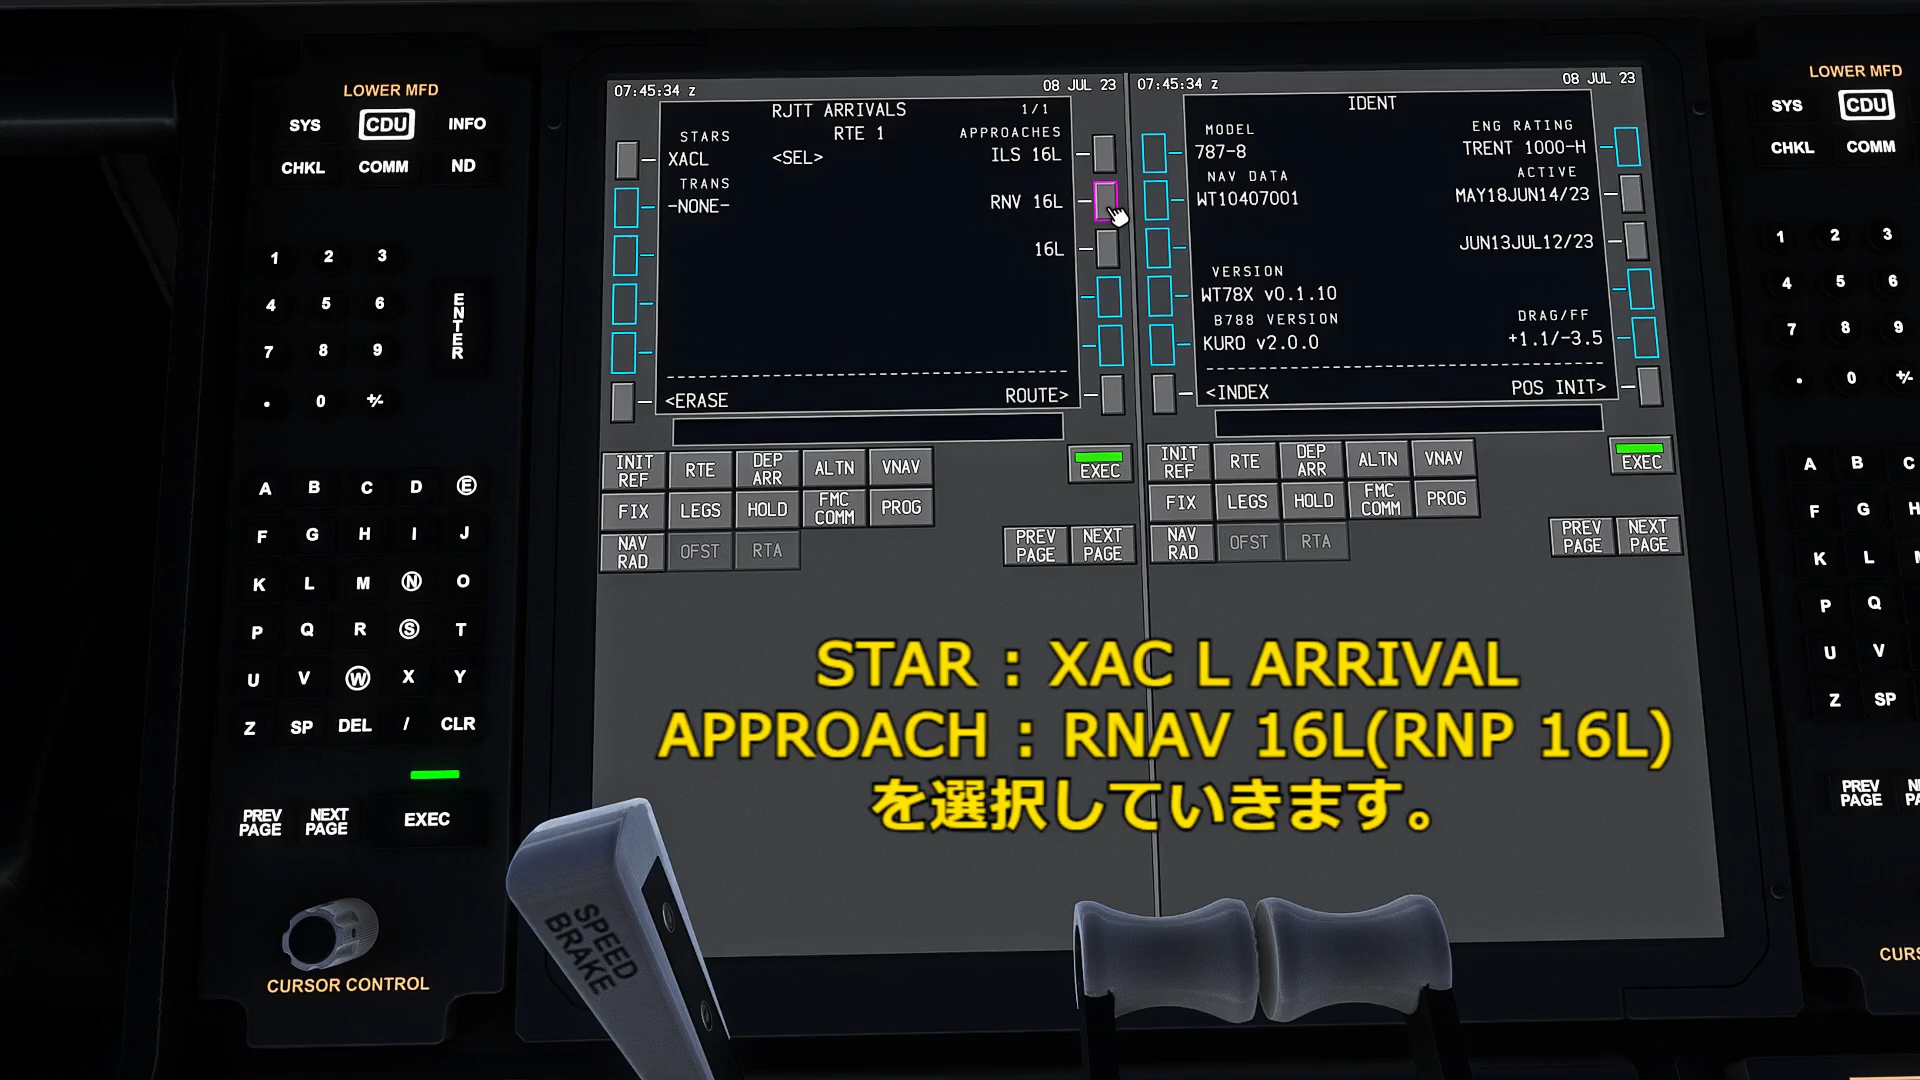 LOWER MFD
SYS CDU INFO
CHKL COMM ND
1 2 3
4 5 6
7 8 9
. 0 +⁄-
ENTER
A B C D E
F G H I J
K L M N O
P Q R S T
U V W X Y
Z SP DEL / CLR
PREV PAGE NEXT PAGE EXEC
CURSOR CONTROL
07:45:34 z 08 JUL 23
RJTT ARRIVALS 1/1
STARS RTE 1 APPROACHES
XACL <SEL> ILS 16L
TRANS
-NONE- RNV 16L
16L
<ERASE ROUTE>
INIT REF RTE DEP ARR ALTN VNAV EXEC
FIX LEGS HOLD FMC COMM PROG
NAV RAD OFST RTA PREV PAGE NEXT PAGE
07:45:34 z 08 JUL 23
IDENT
MODEL ENG RATING
787-8 TRENT 1000-H
NAV DATA ACTIVE
WT10407001 MAY18JUN14/23
JUN13JUL12/23
VERSION
WT78X v0.1.10
B788 VERSION DRAG/FF
KURO v2.0.0 +1.1/-3.5
<INDEX POS INIT>
INIT REF RTE DEP ARR ALTN VNAV EXEC
FIX LEGS HOLD FMC COMM PROG
NAV RAD OFST RTA PREV PAGE NEXT PAGE
STAR : XAC L ARRIVAL
APPROACH : RNAV 16L(RNP 16L)
を選択していきます。
SPEED BRAKE
LOWER MFD
SYS CDU
CHKL COMM
1 2 3
4 5 6
7 8 9
. 0 +⁄-
A B C
F G H
K L
P Q
U V
Z SP
PREV PAGE